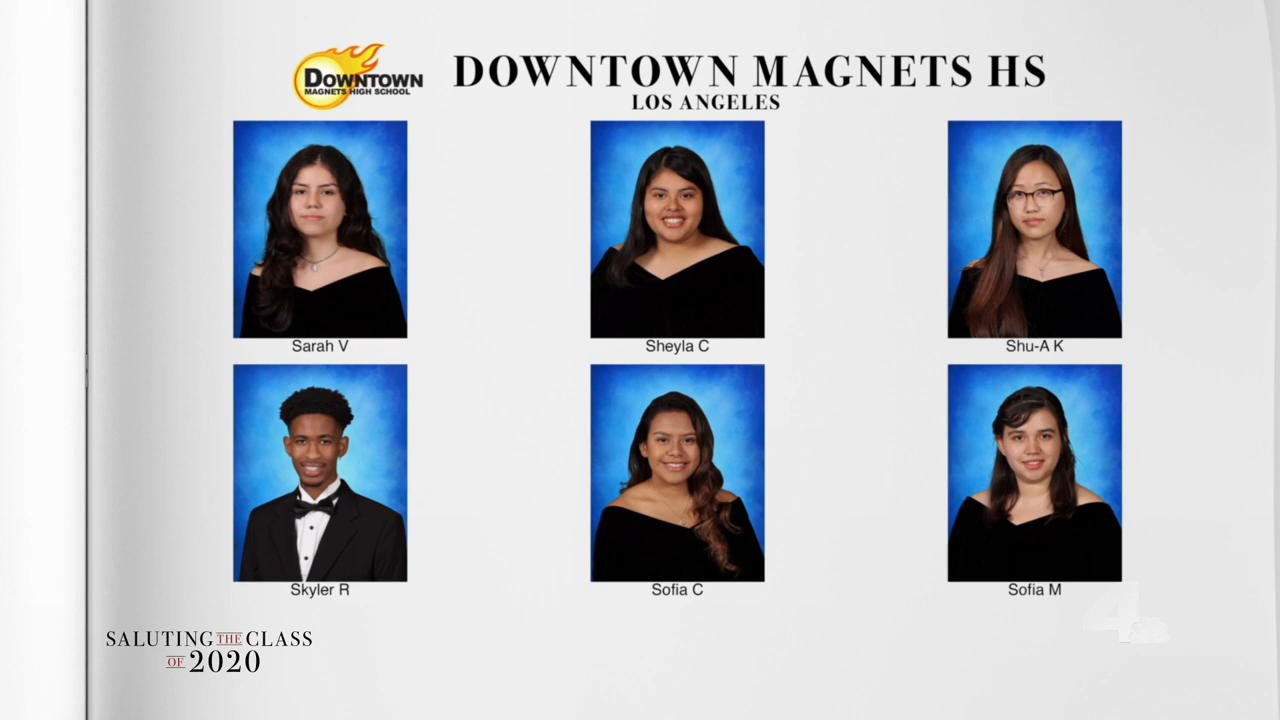 DOWNTOWN
MAGNETS HIGH SCHOOL
DOWNTOWN MAGNETS HS
LOS ANGELES
Sarah V
Sheyla C
Shu-A K
Skyler R
Sofia C
Sofia M
SALUTING THE CLASS
OF 2020
4